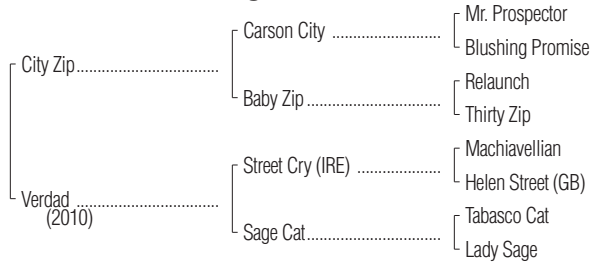 Mr. Prospector
Carson City
Blushing Promise
City Zip
Relaunch
Baby Zip
Thirty Zip
Machiavellian
Street Cry (IRE)
Helen Street (GB)
Verdad
(2010)
Tabasco Cat
Sage Cat
Lady Sage